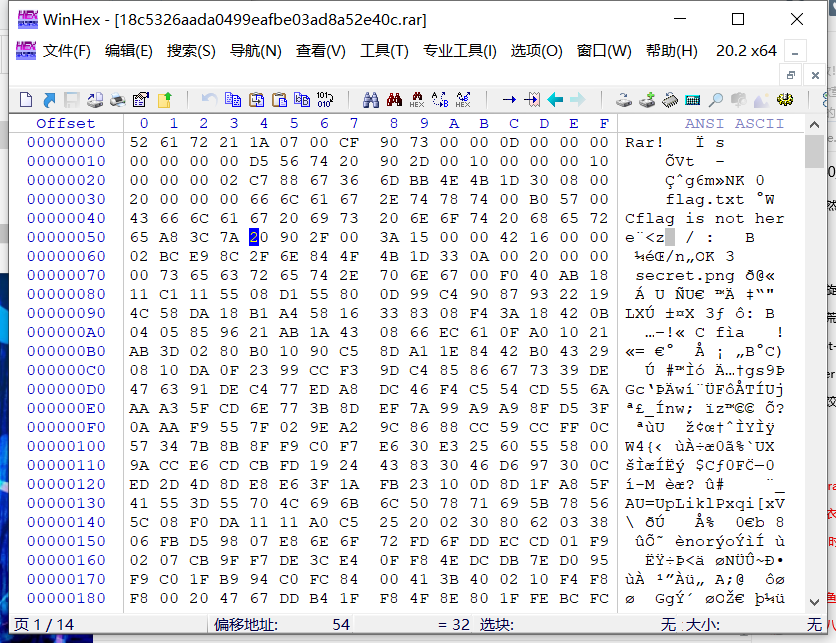 WinHex - [18c5326aada0499eafbe03ad8a52e40c.rar]
文件(F) 编辑(E) 搜索(S) 导航(N) 查看(V) 工具(T) 专业工具(I) 选项(O) 窗口(W) 帮助(H) 20.2 x64
Offset 0 1 2 3 4 5 6 7 8 9 A B C D E F ANSI ASCII
00000000 52 61 72 21 1A 07 00 CF 90 73 00 00 0D 00 00 00 Rar! Ï s
00000010 00 00 00 00 D5 56 74 20 90 2D 00 10 00 00 00 10 ÕVt -
00000020 00 00 00 02 C7 88 67 36 6D BB 4E 4B 1D 30 08 00 Çˆg6m»NK 0
00000030 20 00 00 00 66 6C 61 67 2E 74 78 74 00 B0 57 00 flag.txt °W
00000040 43 66 6C 61 67 20 69 73 20 6E 6F 74 20 68 65 72 Cflag is not her
00000050 65 A8 3C 7A 20 90 2F 00 3A 15 00 00 42 16 00 00 e¨<z / : B
00000060 02 BC E9 8C 2F 6E 84 4F 4B 1D 33 0A 00 20 00 00 ¼éŒ/n„OK 3
00000070 00 73 65 63 72 65 74 2E 70 6E 67 00 F0 40 AB 18 secret.png ð@«
00000080 11 C1 11 55 08 D1 55 80 0D 99 C4 90 87 93 22 19 Á U ÑU€ ™Ä ‡“"
00000090 4C 58 DA 18 B1 A4 58 16 33 83 08 F4 3A 18 42 0B LXÚ ±¤X 3ƒ ô: B
000000A0 04 05 85 96 21 AB 1A 43 08 66 EC 61 0F A0 10 21 …–!« C fìa !
000000B0 AB 3D 02 80 B0 10 90 C5 8D A1 1E 84 42 B0 43 29 «= €° Å ¡ „B°C)
000000C0 08 10 DA 0F 23 99 CC F3 9D C4 85 86 67 73 39 DE Ú #™Ìó Ä…†gs9Þ
000000D0 47 63 91 DE C4 77 ED A8 DC 46 F4 C5 54 CD 55 6A Gc‘ÞÄwí¨ÜFôÅTÍUj
000000E0 AA A3 5F CD 6E 77 3B 8D EF 7A 99 A9 A9 8F D5 3F ª£_Ínw; ïz™©© Õ?
000000F0 0A AA F9 55 7F 02 9E A2 9C 86 88 CC 59 CC FF 0C ªùU ž¢œ†ˆÌYÌÿ
00000100 57 34 7B 8B 8F F9 C0 F7 E6 30 E3 25 60 55 58 00 W4{‹ ùÀ÷æ0ã%`UX
00000110 9A CC E6 CD CB FD 19 24 43 83 30 46 D6 97 30 0C šÌæÍËý $Cƒ0FÖ—0
00000120 ED 2D 4D 8D E8 E6 3F 1A FB 23 10 0D 8D 1F A8 5F í-M èæ? û# ¨_
00000130 41 55 3D 55 70 4C 69 6B 6C 50 78 71 69 5B 78 56 AU=UpLiklPxqi[xV
00000140 5C 08 F0 DA 11 11 A0 C5 25 20 02 30 80 62 03 38 \ ðÚ Å% 0€b 8
00000150 06 FB D5 98 07 E8 6E 6F 72 FD 6F DD EC CD 01 F9 ûÕ˜ ènorýoÝìÍ ù
00000160 02 07 CB 9F F7 DE 3C E4 0F F8 4E DC DB 7E D0 95 ËŸ÷Þ<ä øNÜÛ~Ð•
00000170 F9 C0 1F B9 94 C0 FC 84 00 41 3B 40 02 10 F4 F8 ùÀ ¹”Àü„ A;@ ôø
00000180 F8 00 20 47 67 DD B4 1F F8 4F 8E 80 1F FE BC FC ø GgÝ´ øOŽ€ þ¼ü
页 1 / 14 偏移地址: 54 = 32 选块: 无 大小: 无